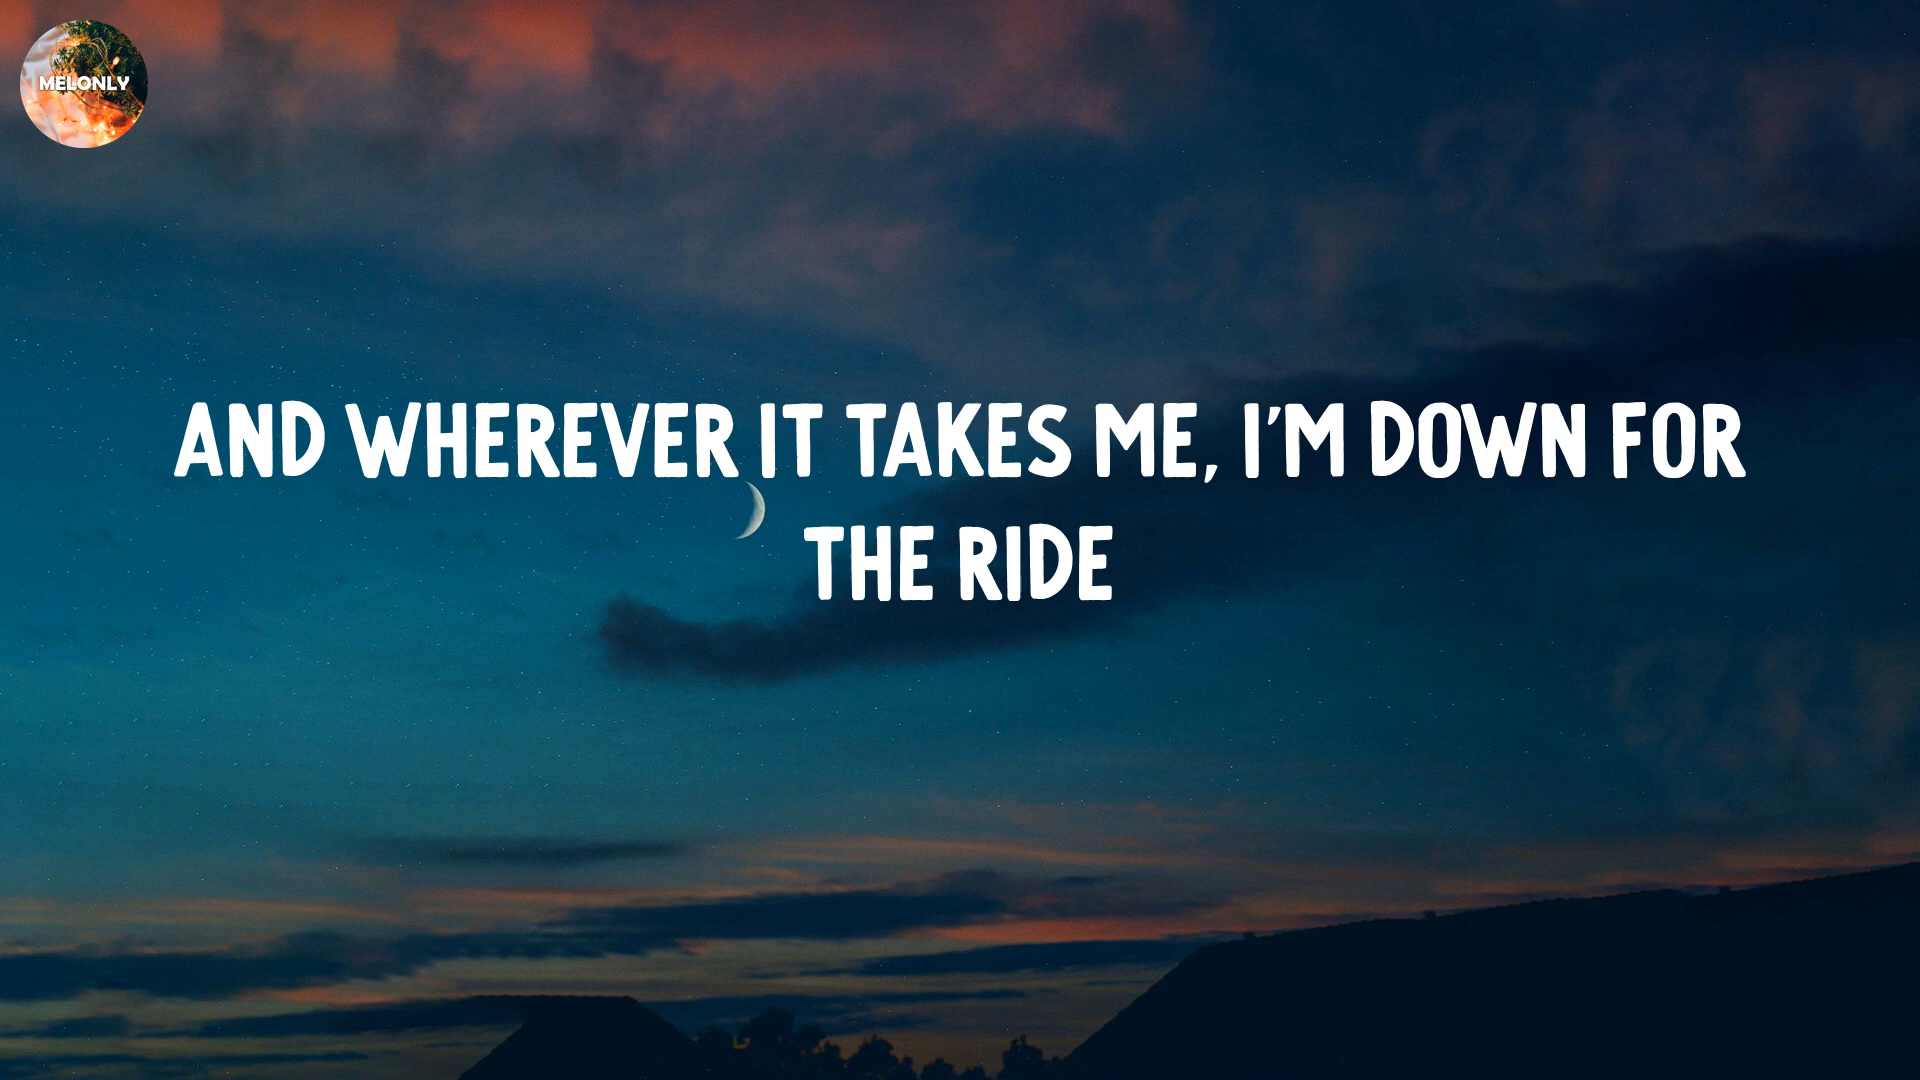 MELONLY
AND WHEREVER IT TAKES ME, I'M DOWN FOR
THE RIDE